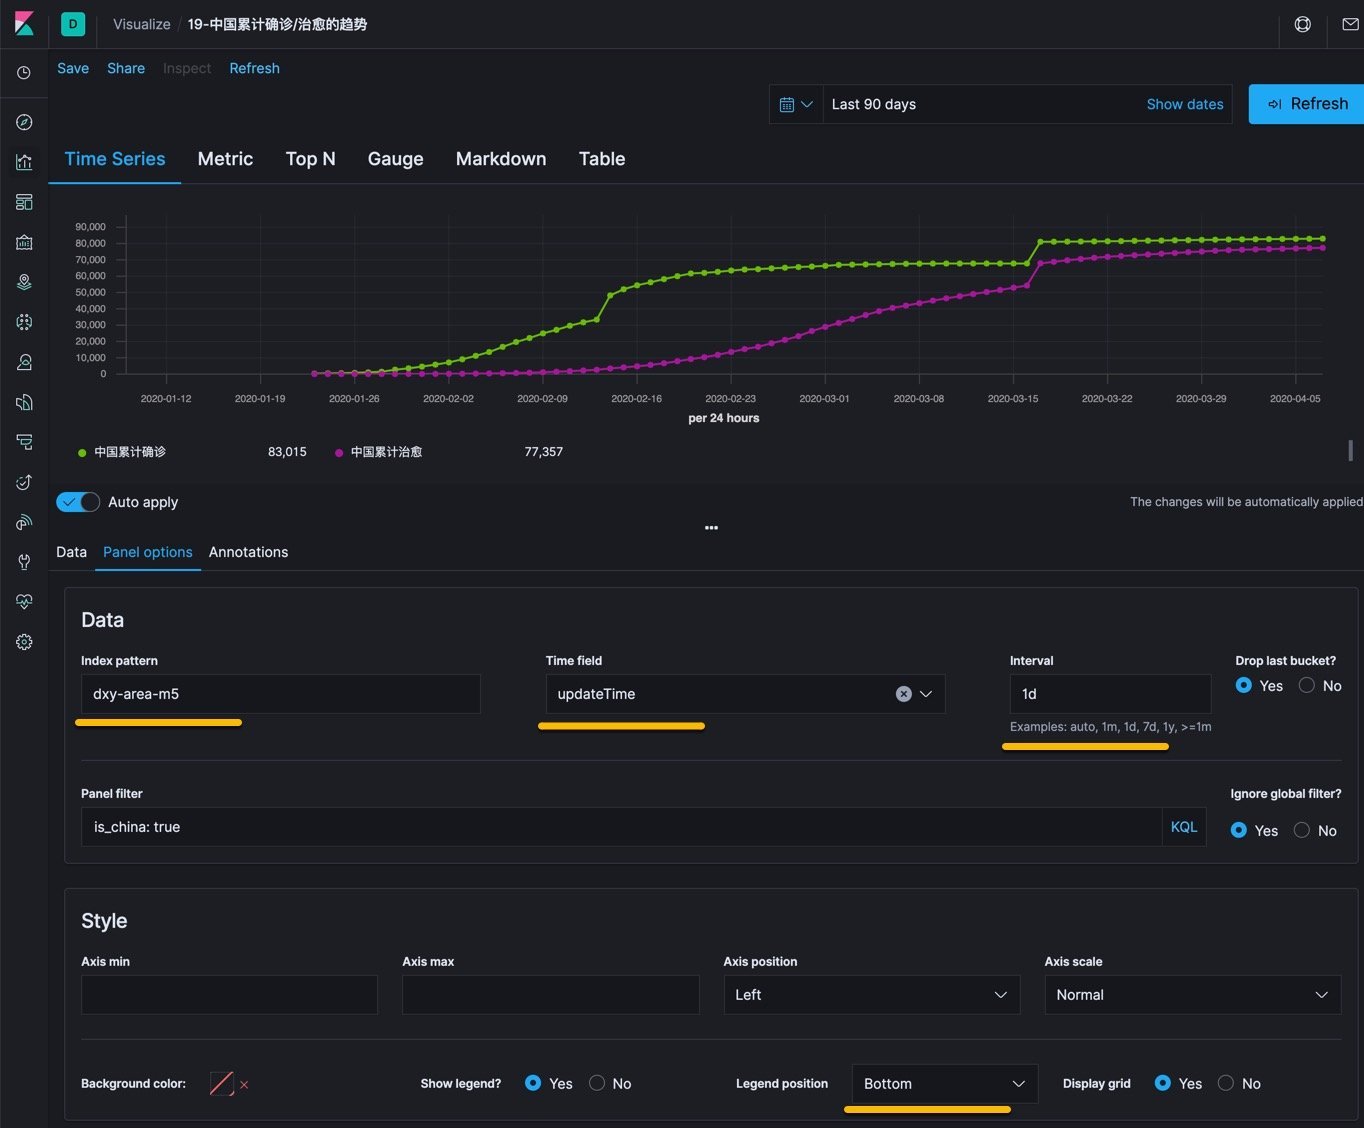 D Visualize / 19-中国累计确诊/治愈的趋势
Save Share Inspect Refresh
Last 90 days Show dates Refresh
Time Series Metric Top N Gauge Markdown Table
90,000
80,000
70,000
60,000
50,000
40,000
30,000
20,000
10,000
0
2020-01-12 2020-01-19 2020-01-26 2020-02-02 2020-02-09 2020-02-16 2020-02-23 2020-03-01 2020-03-08 2020-03-15 2020-03-22 2020-03-29 2020-04-05
per 24 hours
中国累计确诊 83,015 中国累计治愈 77,357
Auto apply The changes will be automatically applied
Data Panel options Annotations
Data
Index pattern Time field Interval Drop last bucket?
dxy-area-m5 updateTime 1d Yes No
Examples: auto, 1m, 1d, 7d, 1y, >=1m
Panel filter Ignore global filter?
is_china: true KQL Yes No
Style
Axis min Axis max Axis position Axis scale
Left Normal
Background color: Show legend? Yes No Legend position Bottom Display grid Yes No